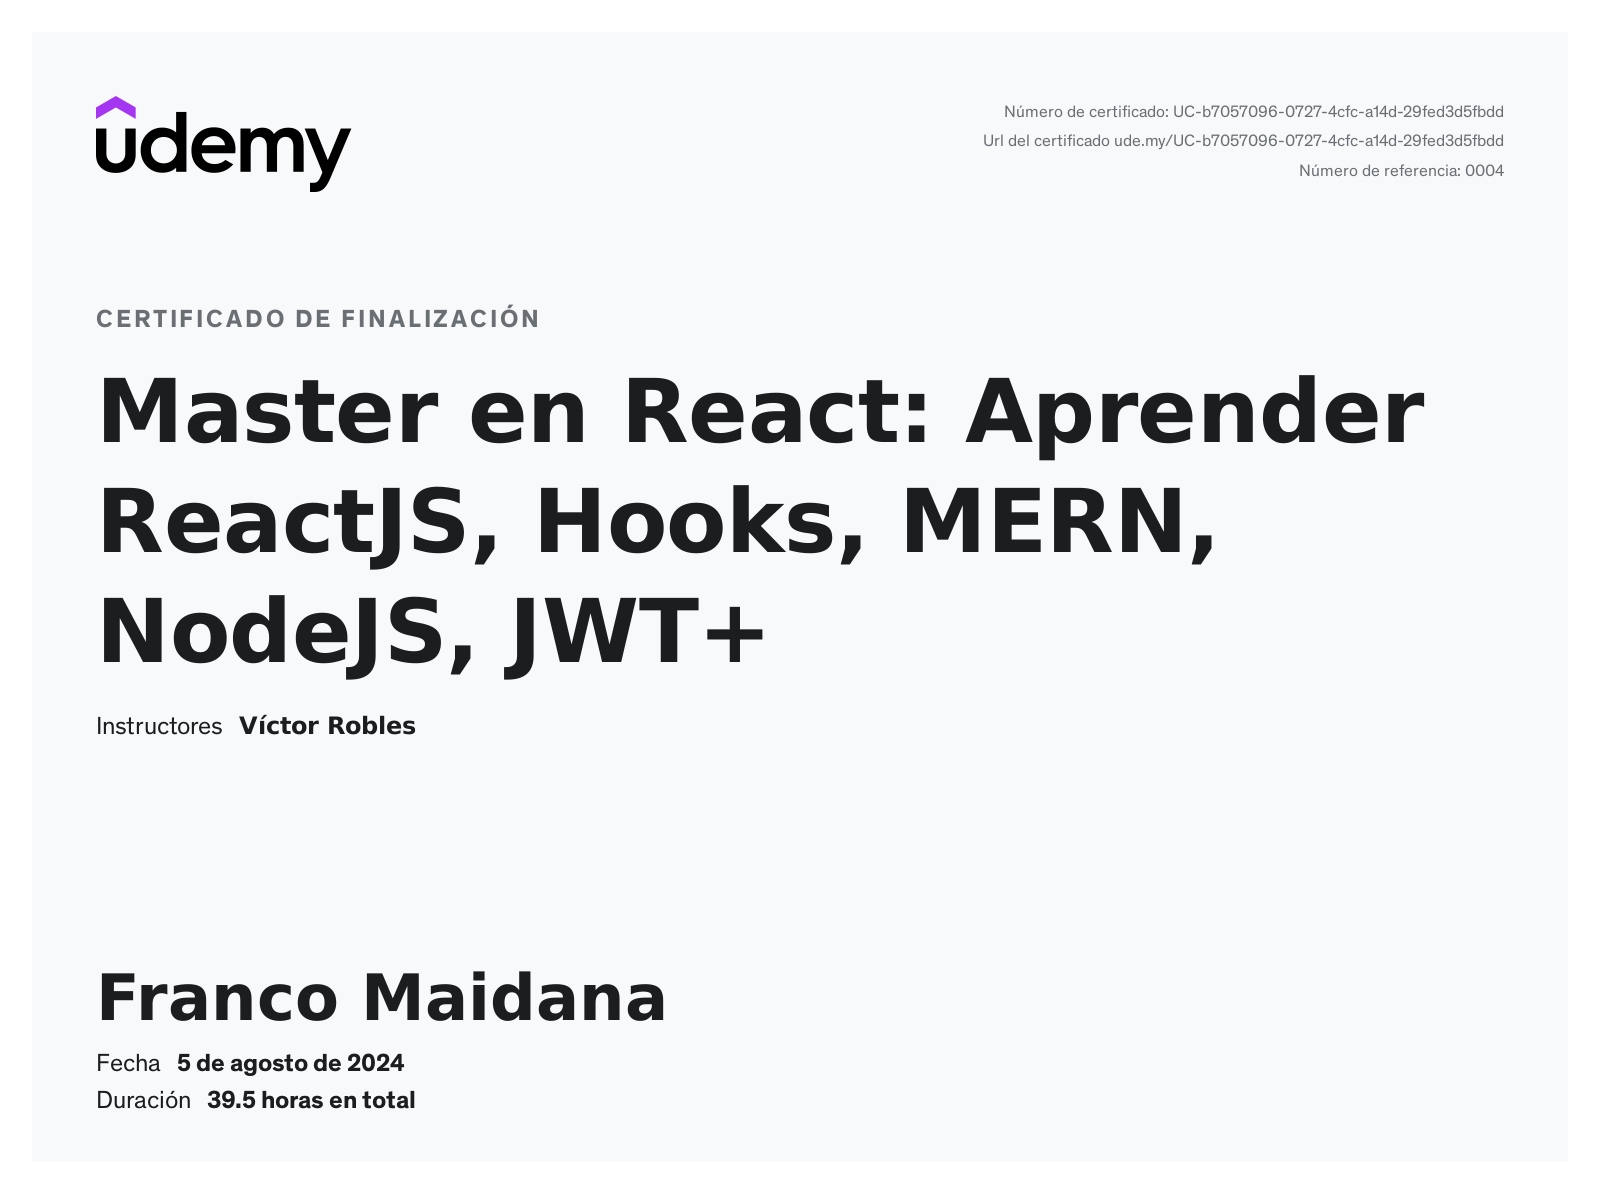 udemy
Número de certificado: UC-b7057096-0727-4cfc-a14d-29fed3d5fbdd
Url del certificado ude.my/UC-b7057096-0727-4cfc-a14d-29fed3d5fbdd
Número de referencia: 0004
CERTIFICADO DE FINALIZACIÓN
Master en React: Aprender
ReactJS, Hooks, MERN,
NodeJS, JWT+
Instructores Víctor Robles
Franco Maidana
Fecha 5 de agosto de 2024
Duración 39.5 horas en total